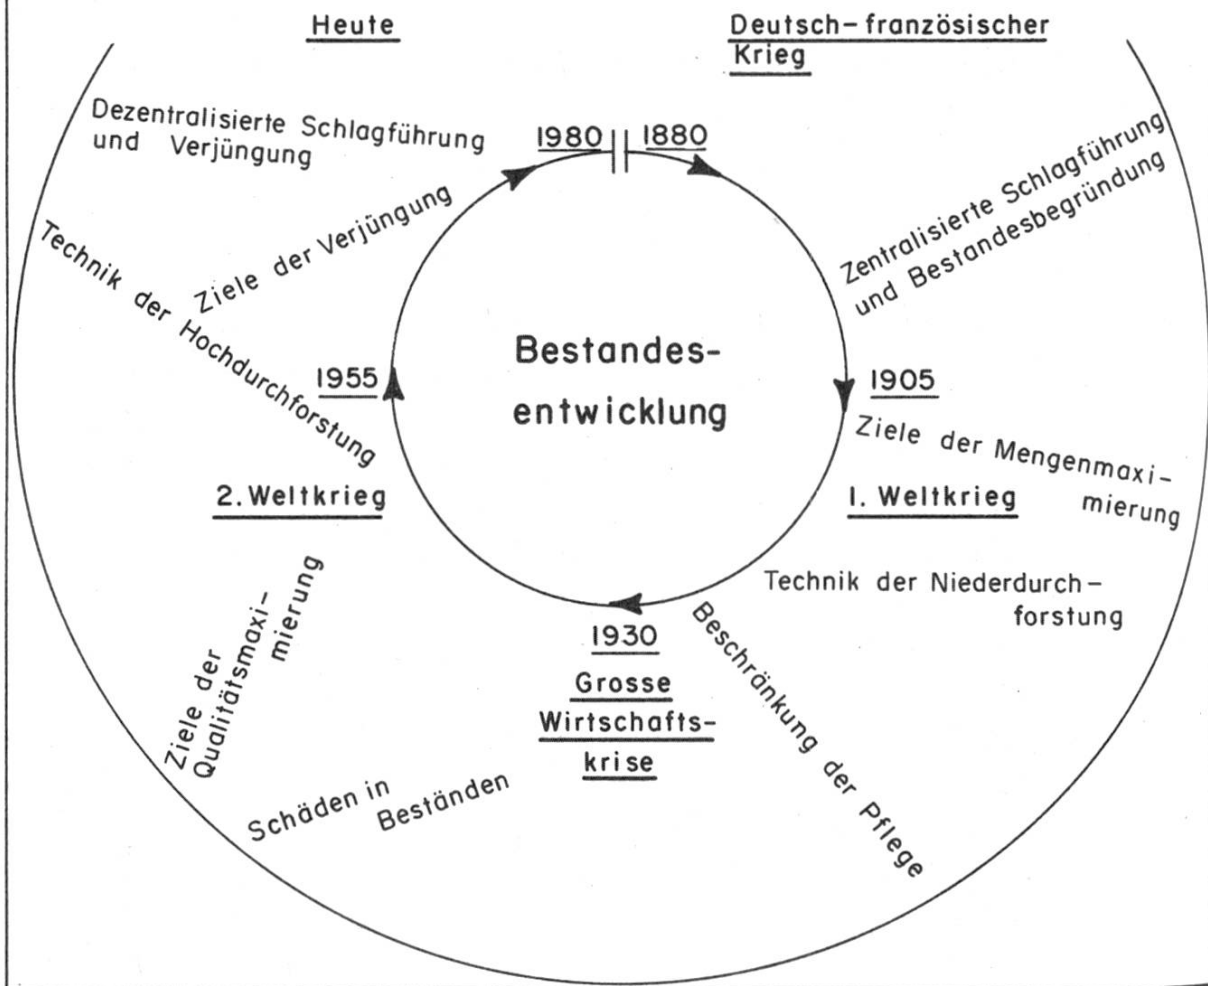 Heute
Deutsch-französischer
Krieg
1980
1880
Dezentralisierte Schlagführung
und Verjüngung
Zentralisierte Schlagführung
und Bestandesbegründung
Ziele der Verjüngung
Technik der Hochdurchforstung
Bestandes-
entwicklung
1955
1905
Ziele der Mengenmaxi-
mierung
2. Weltkrieg
1. Weltkrieg
Technik der Niederdurch-
forstung
Beschränkung der Pflege
1930
Grosse
Wirtschafts-
krise
Ziele der
Qualitätsmaxi-
mierung
Schäden in
Beständen